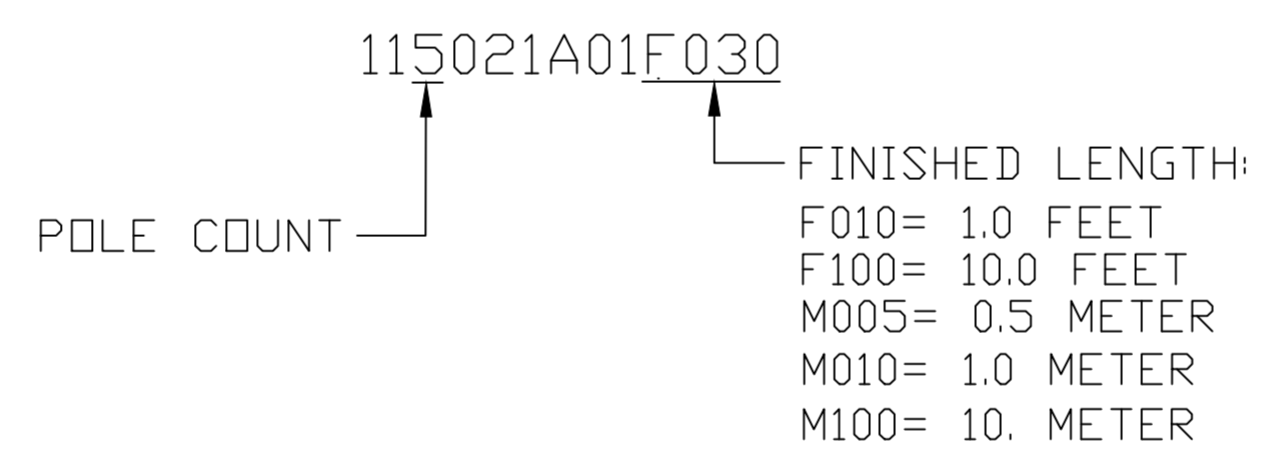 115021A01F030
FINISHED LENGTH:
POLE COUNT
F010= 1.0 FEET
F100= 10.0 FEET
M005= 0.5 METER
M010= 1.0 METER
M100= 10. METER